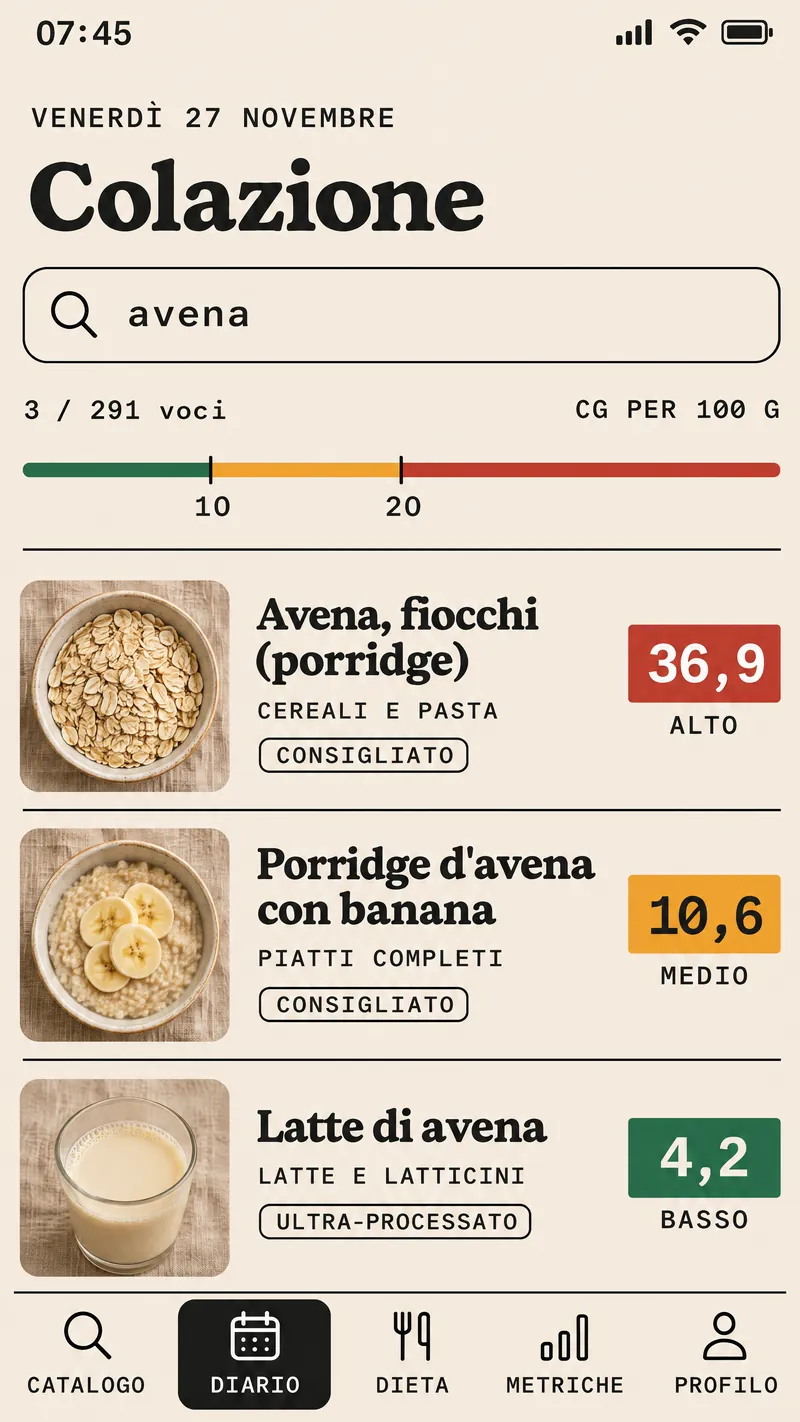 07:45
VENERDÌ 27 NOVEMBRE
Colazione
avena
3 / 291 voci
CG PER 100 G
10
20
Avena, fiocchi
(porridge)
CEREALI E PASTA
CONSIGLIATO
36,9
ALTO
Porridge d'avena
con banana
PIATTI COMPLETI
CONSIGLIATO
10,6
MEDIO
Latte di avena
LATTE E LATTICINI
ULTRA-PROCESSATO
4,2
BASSO
CATALOGO
DIARIO
DIETA
METRICHE
PROFILO